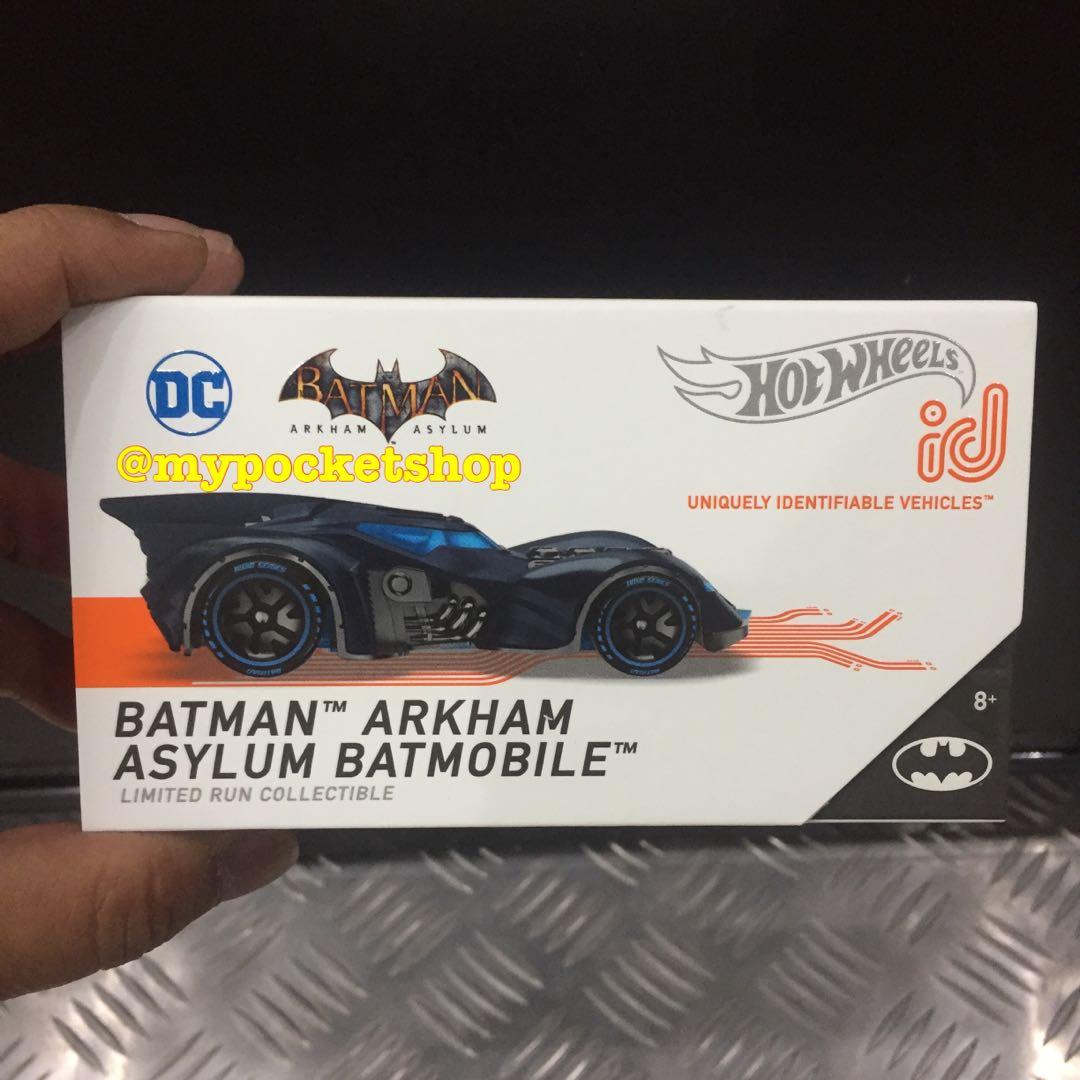 DC
BATMAN
ARKHAM ASYLUM
@mypocketshop
HOT WHEELS
id
UNIQUELY IDENTIFIABLE VEHICLES™
BATMAN™ ARKHAM
ASYLUM BATMOBILE™
LIMITED RUN COLLECTIBLE
8+